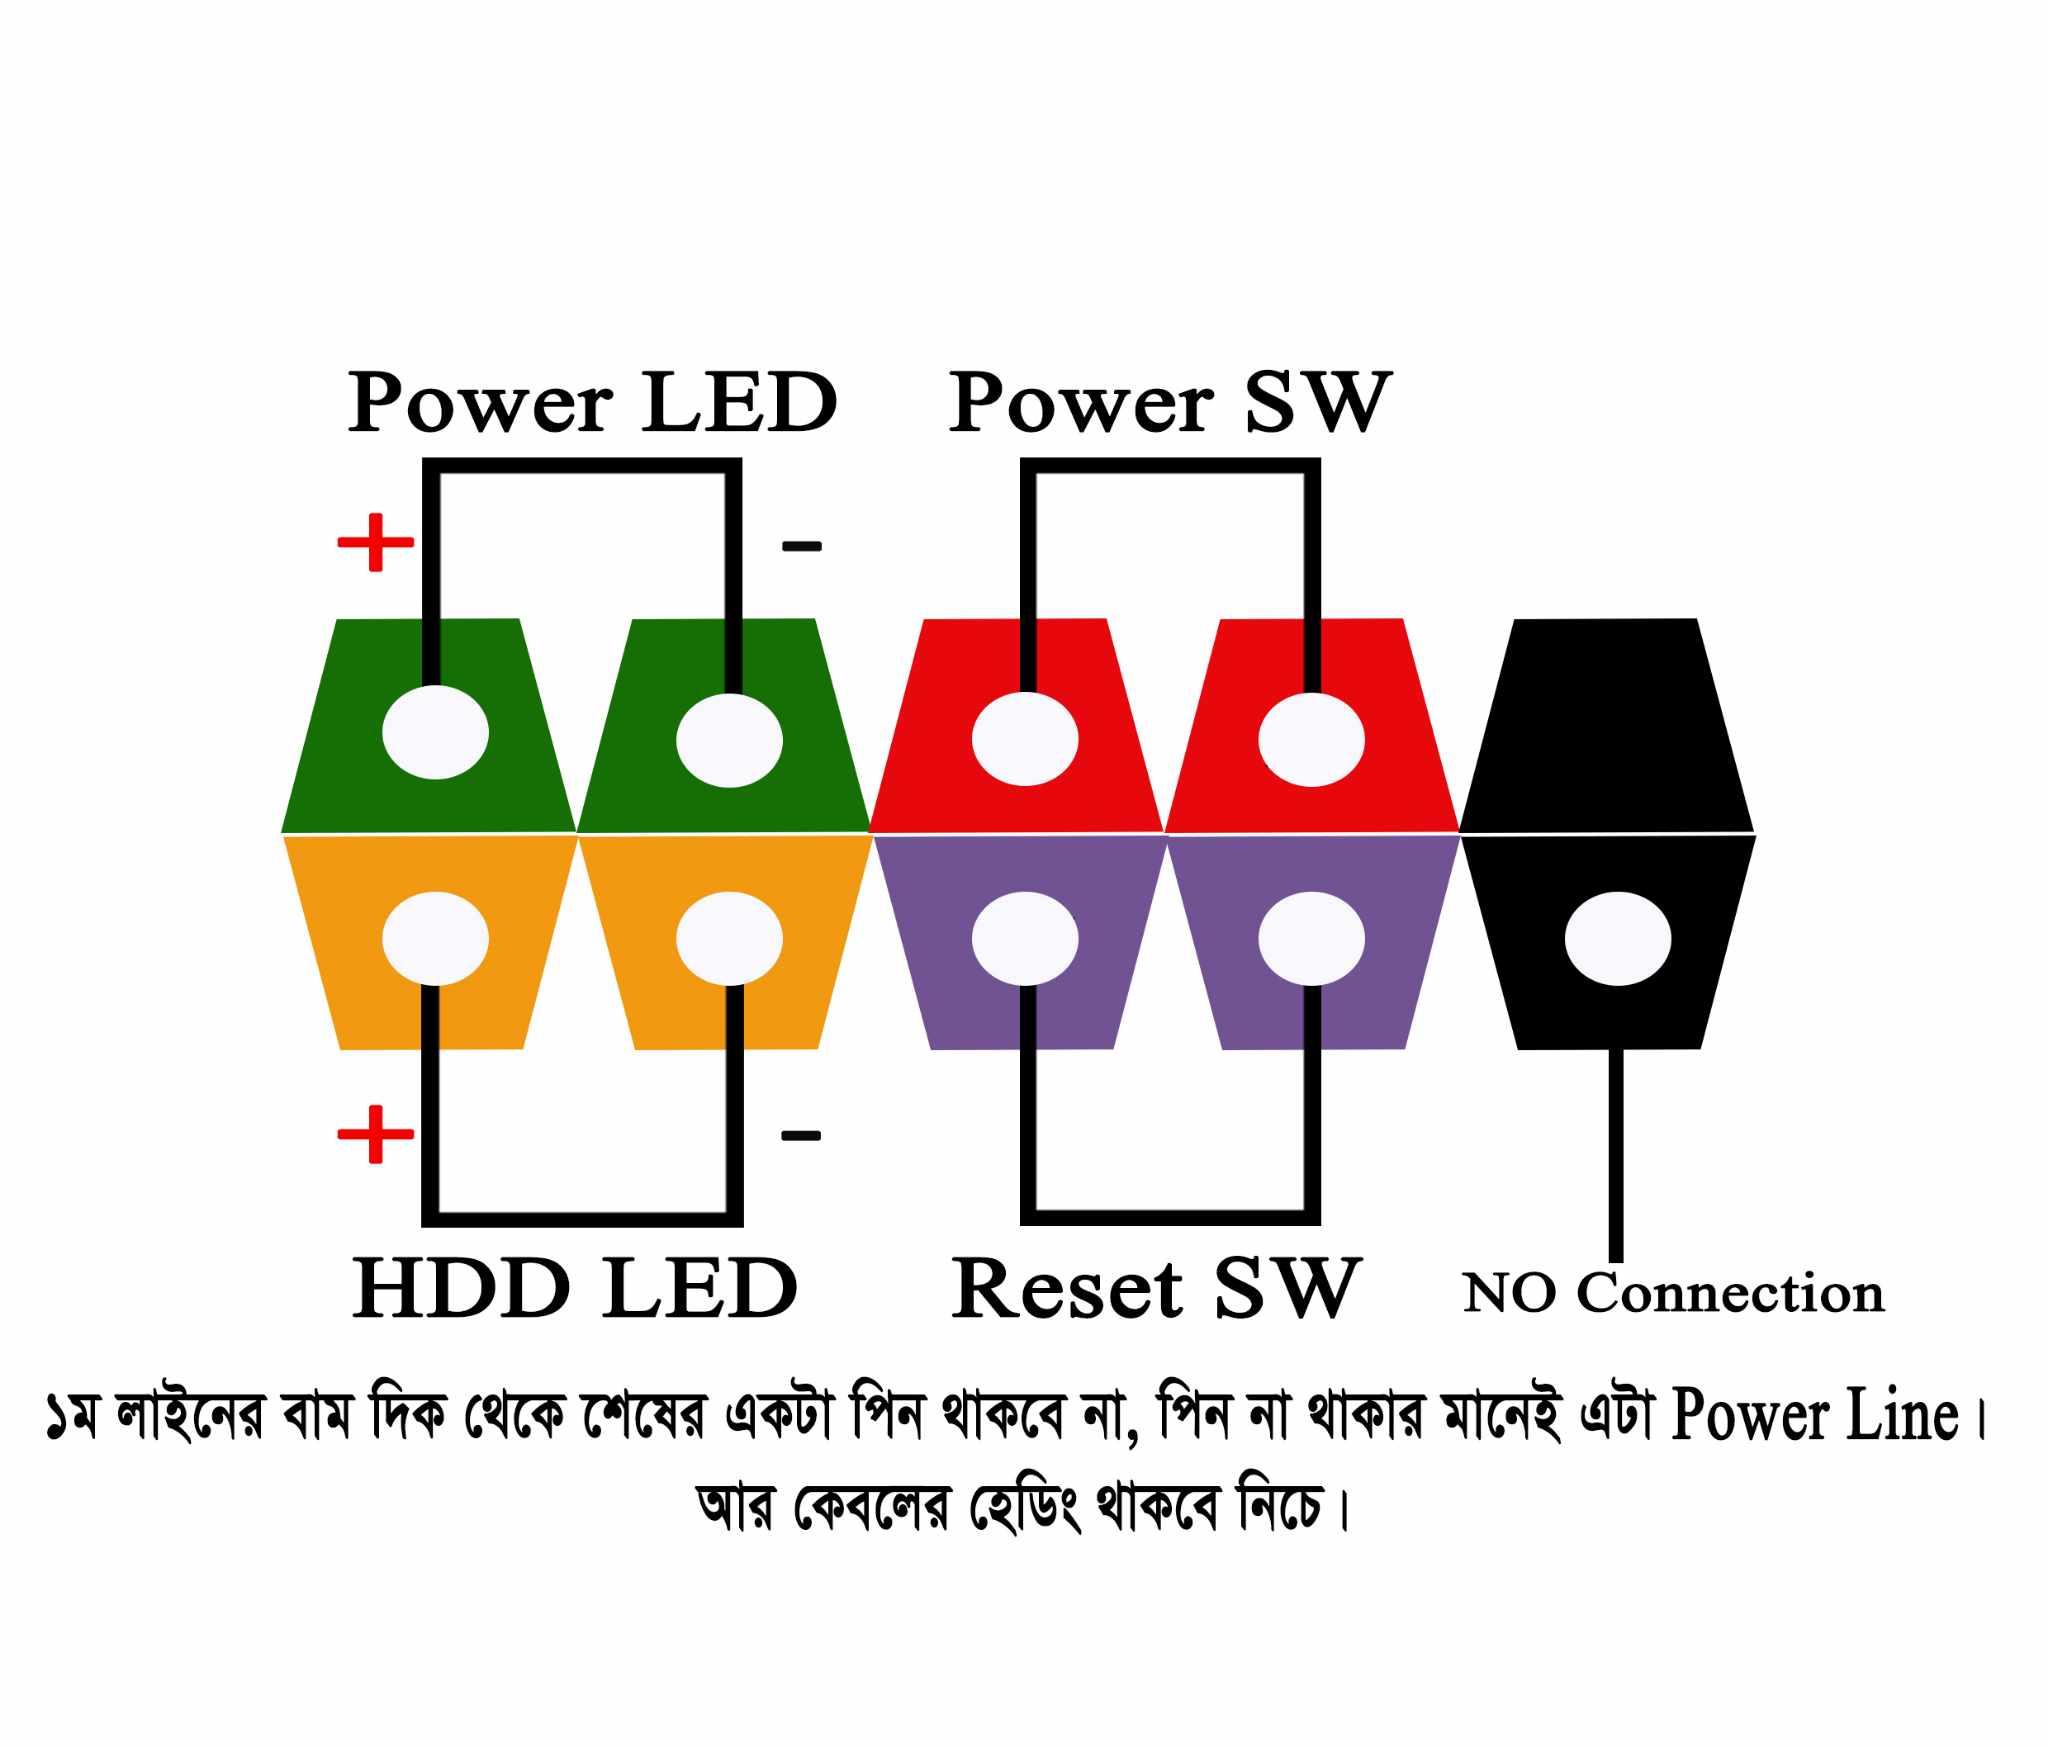 Power LED Power SW
+ - 
+ -
HDD LED Reset SW NO Connection
১ম লাইনের বাম দিক থেকে শেষের একটা পিন থাকবে না, পিন না থাকার মানেই এটা Power Line।
আর কেবলের হেডিং থাকবে নিচে।